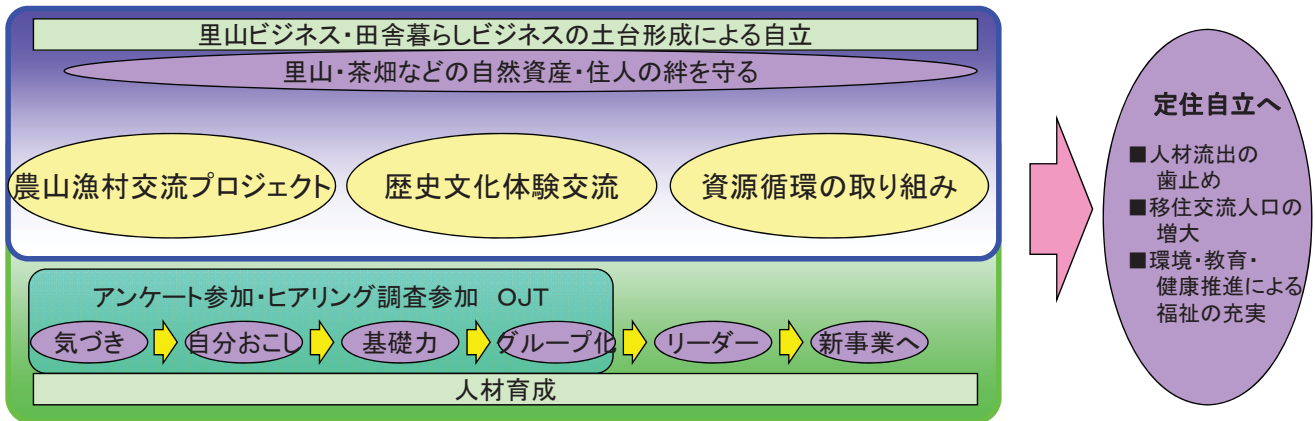 里山ビジネス・田舎暮らしビジネスの土台形成による自立
里山・茶畑などの自然資産・住人の絆を守る
農山漁村交流プロジェクト
歴史文化体験交流
資源循環の取り組み
アンケート参加・ヒアリング調査参加 OJT
気づき
自分おこし
基礎力
グループ化
リーダー
新事業へ
人材育成
定住自立へ
■人材流出の
歯止め
■移住交流人口の
増大
■環境・教育・
健康推進による
福祉の充実